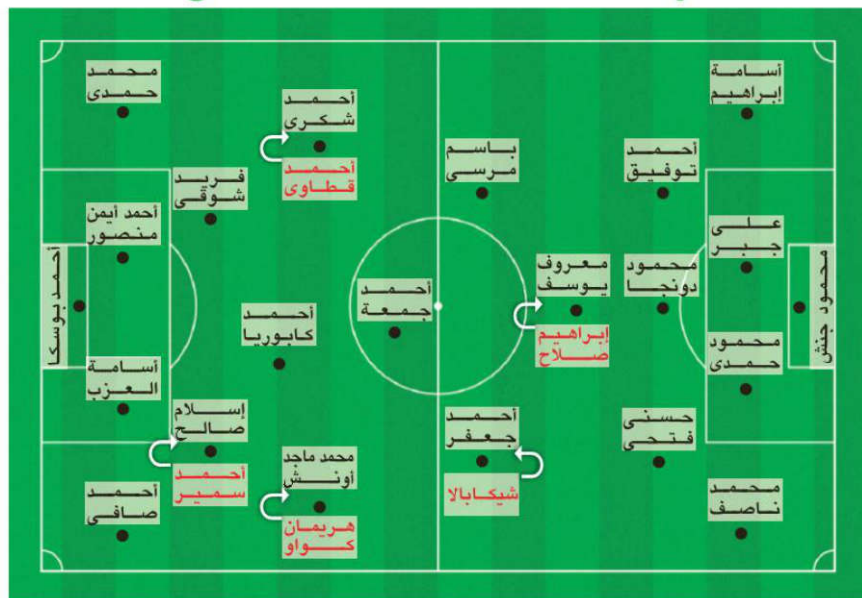 محمد
حمدى
أحمد
شكرى
أحمد
قطاوى
فريد
شوقى
أحمد أيمن
منصور
أحمد بوسكا
أحمد
كابوريا
أحمد
جمعة
أسامة
العزب
إسلام
صالح
أحمد
سمير
محمد ماجد
أونش
هريمان
كواو
أحمد
صافى
أسامة
إبراهيم
باسم
مرسى
أحمد
توفيق
على
جبر
معروف
يوسف
إبراهيم
صلاح
محمود
دونجا
محمود جنش
محمود
حمدى
أحمد
جعفر
شيكابالا
حسنى
فتحى
محمد
ناصف